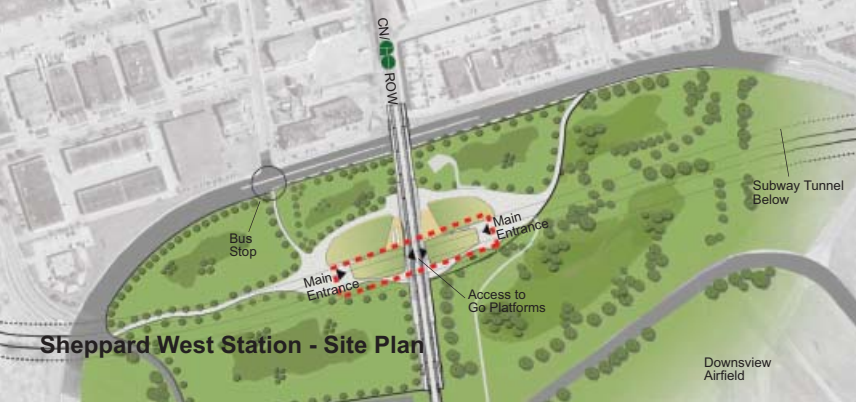 CN/GO ROW
Subway Tunnel
Below
Bus
Stop
Main
Entrance
Main
Entrance
Access to
Go Platforms
Sheppard West Station - Site Plan
Downsview
Airfield